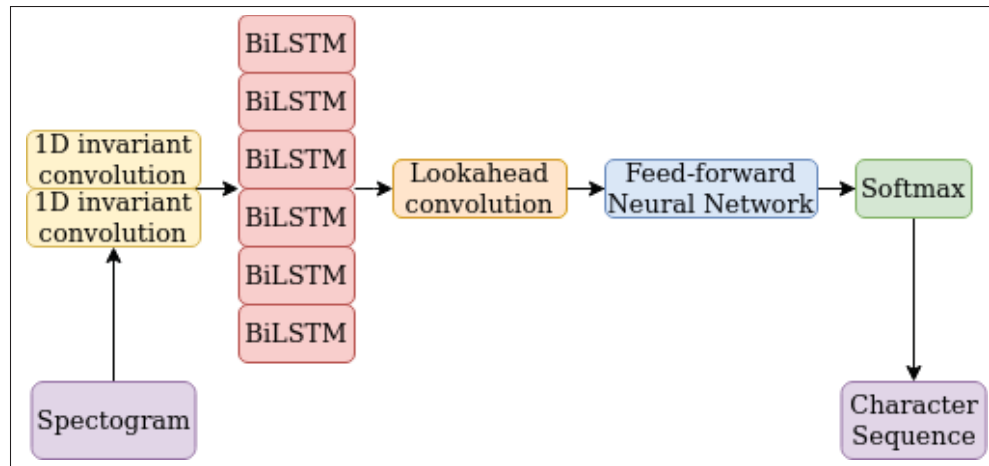 1D invariant
convolution
1D invariant
convolution
BiLSTM
BiLSTM
BiLSTM
BiLSTM
BiLSTM
BiLSTM
Lookahead
convolution
Feed-forward
Neural Network
Softmax
Spectogram
Character
Sequence